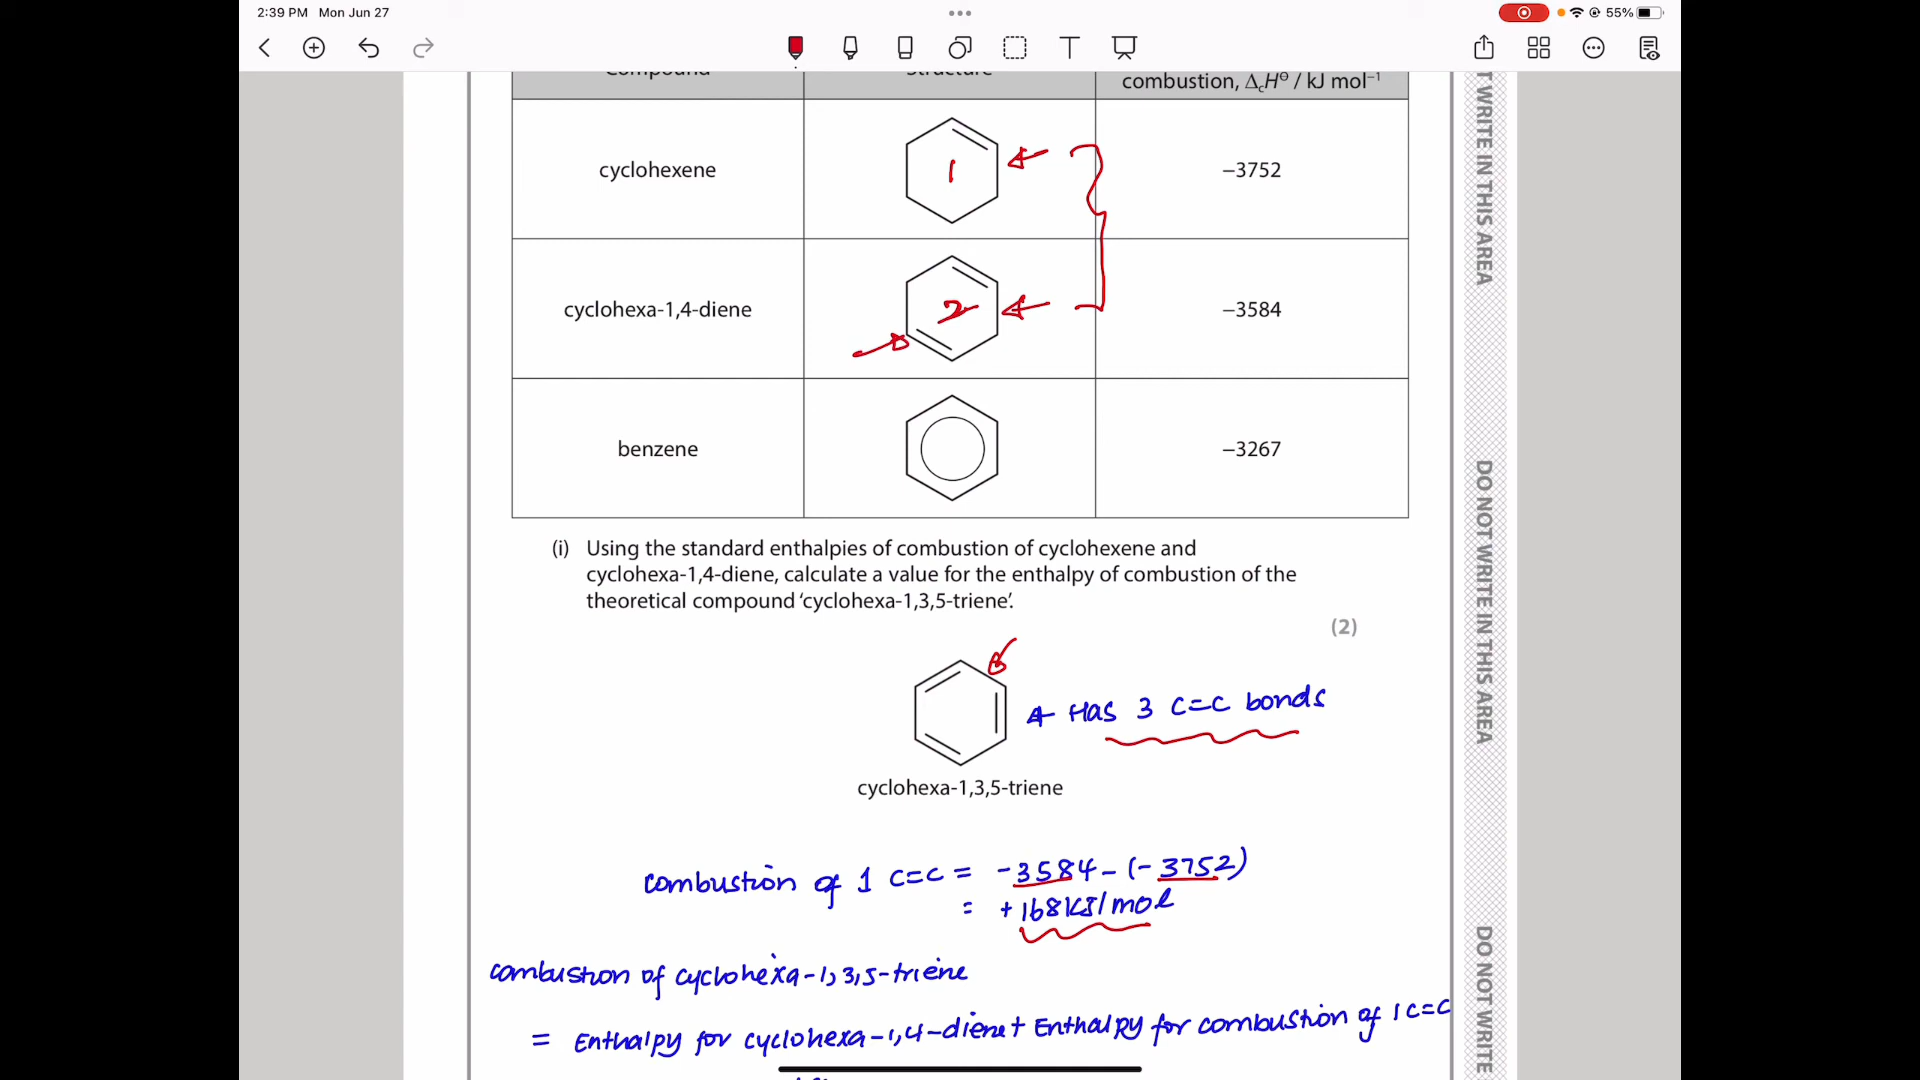 2:39 PM Mon Jun 27
55%
Compound
Structure
combustion, ΔcH⦵ / kJ mol⁻¹
cyclohexene
1
−3752
cyclohexa-1,4-diene
2
−3584
benzene
−3267
(i) Using the standard enthalpies of combustion of cyclohexene and
cyclohexa-1,4-diene, calculate a value for the enthalpy of combustion of the
theoretical compound ‘cyclohexa-1,3,5-triene’.
(2)
Has 3 C=C bonds
cyclohexa-1,3,5-triene
combustion of 1 C=C = -3584 - (-3752)
= +168KJ/mol
combustion of cyclohexa-1,3,5-triene
= Enthalpy for cyclohexa-1,4-diene + Enthalpy for combustion of 1 C=C
T WRITE IN THIS AREA
DO NOT WRITE IN THIS AREA
DO NOT WRITE